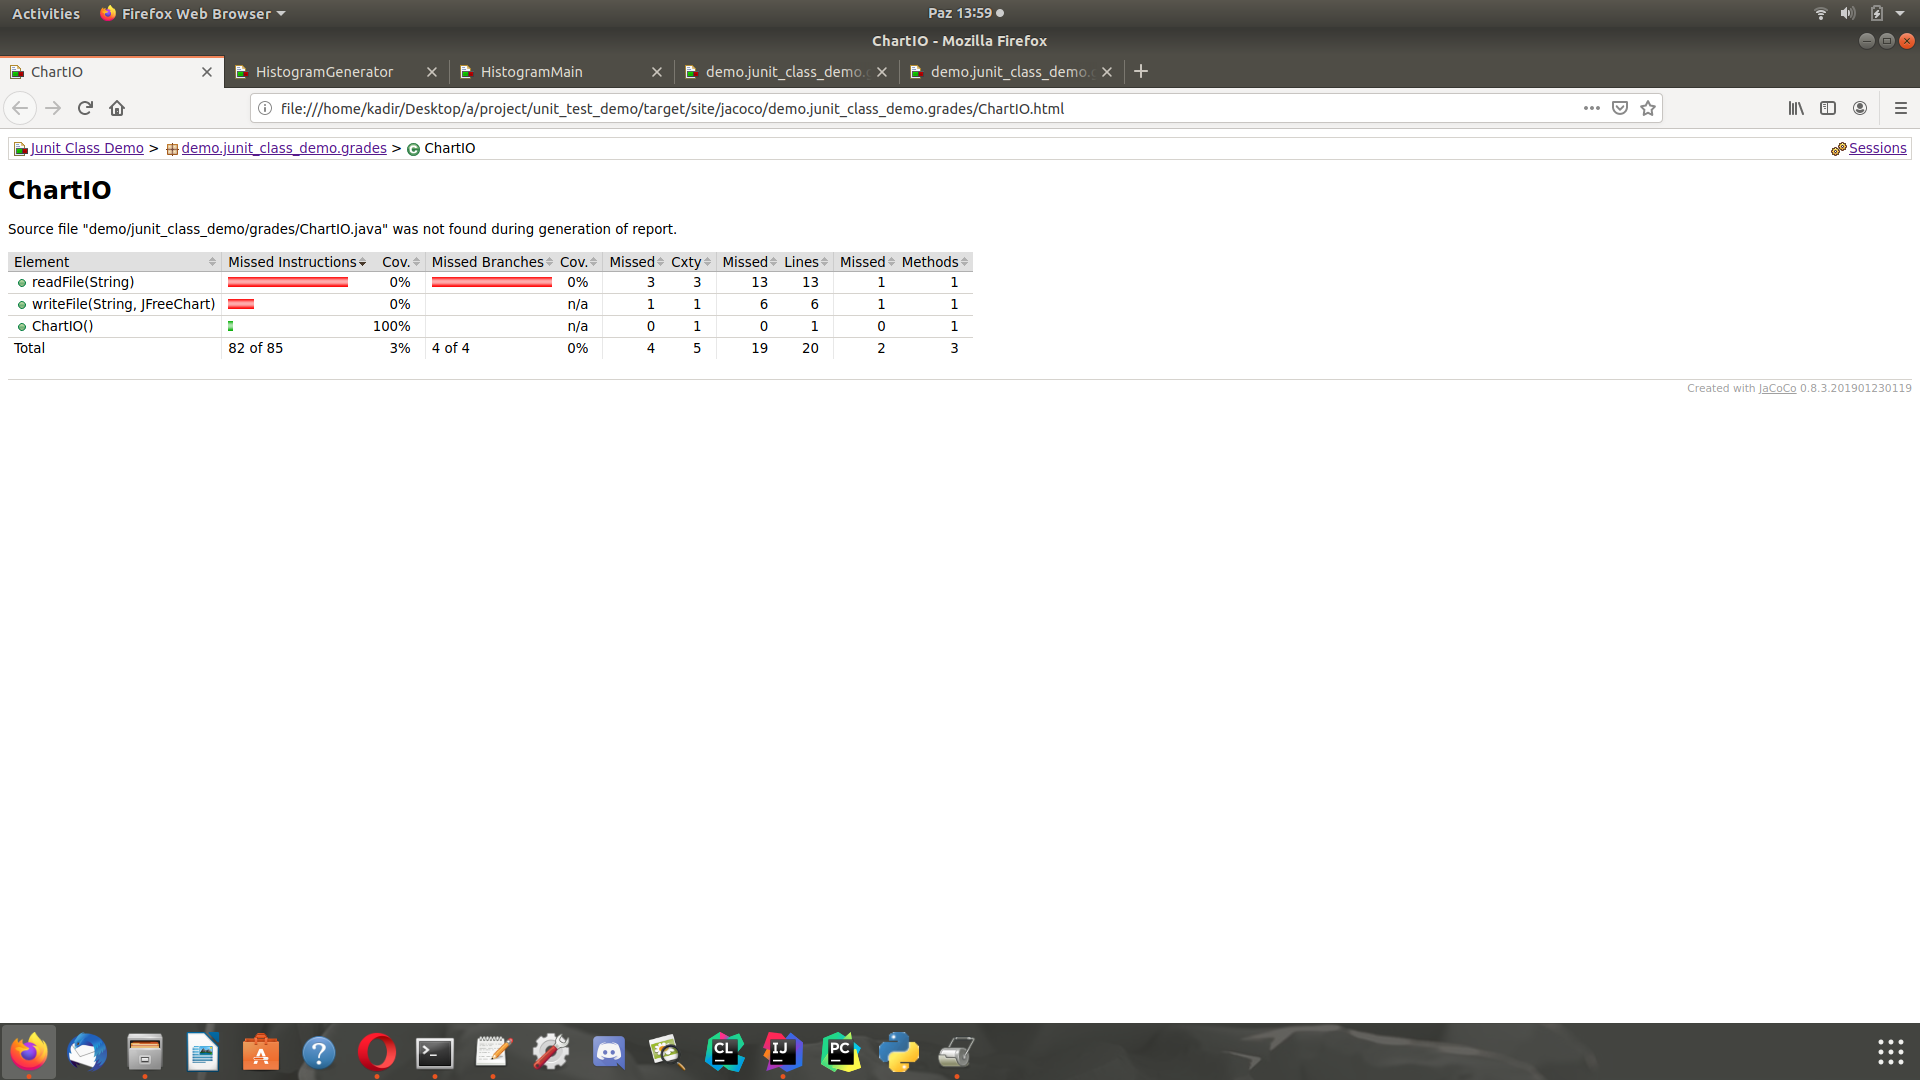 Activities Firefox Web Browser Paz 13:59
ChartIO - Mozilla Firefox
ChartIO HistogramGenerator HistogramMain demo.junit_class_demo. demo.junit_class_demo.
file:///home/kadir/Desktop/a/project/unit_test_demo/target/site/jacoco/demo.junit_class_demo.grades/ChartIO.html
Junit Class Demo > demo.junit_class_demo.grades > ChartIO Sessions
ChartIO
Source file "demo/junit_class_demo/grades/ChartIO.java" was not found during generation of report.
Element Missed Instructions Cov. Missed Branches Cov. Missed Cxty Missed Lines Missed Methods
readFile(String) 0% 0% 3 3 13 13 1 1
writeFile(String, JFreeChart) 0% n/a 1 1 6 6 1 1
ChartIO() 100% n/a 0 1 0 1 0 1
Total 82 of 85 3% 4 of 4 0% 4 5 19 20 2 3
Created with JaCoCo 0.8.3.201901230119
CL IJ PC